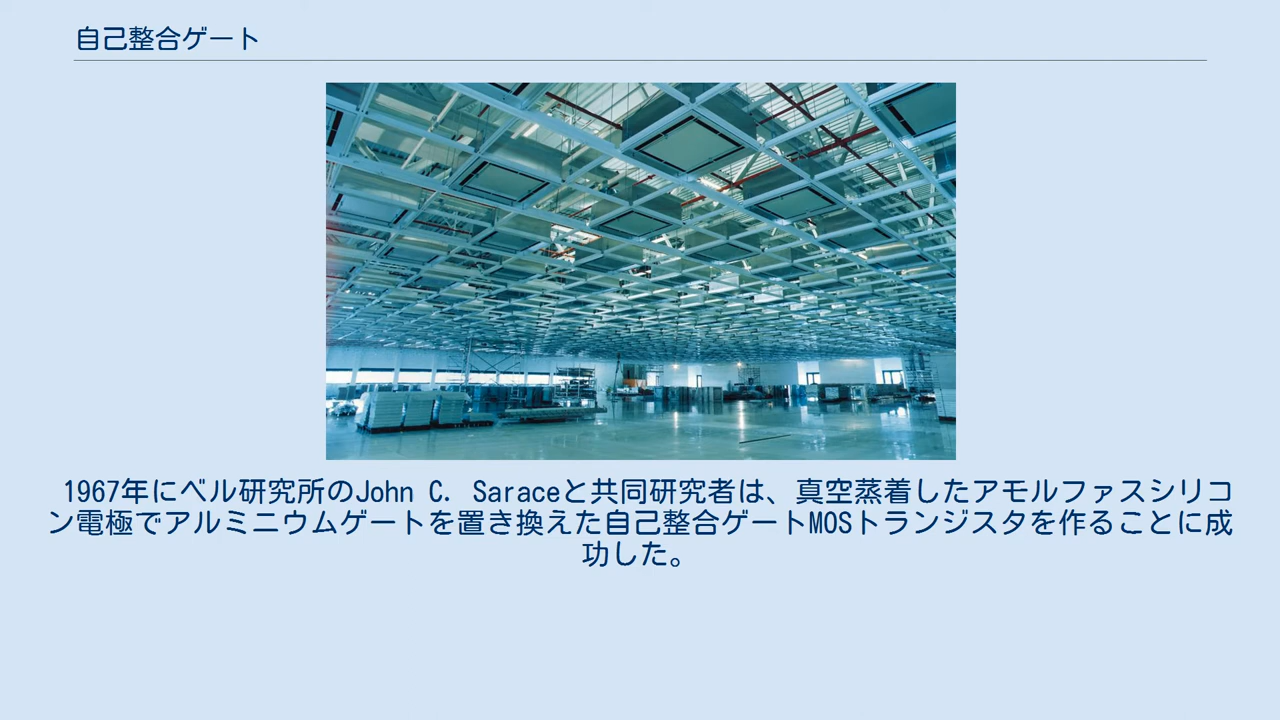 自己整合ゲート
1967年にベル研究所のJohn C. Saraceと共同研究者は、真空蒸着したアモルファスシリコ
ン電極でアルミニウムゲートを置き換えた自己整合ゲートMOSトランジスタを作ることに成
功した。